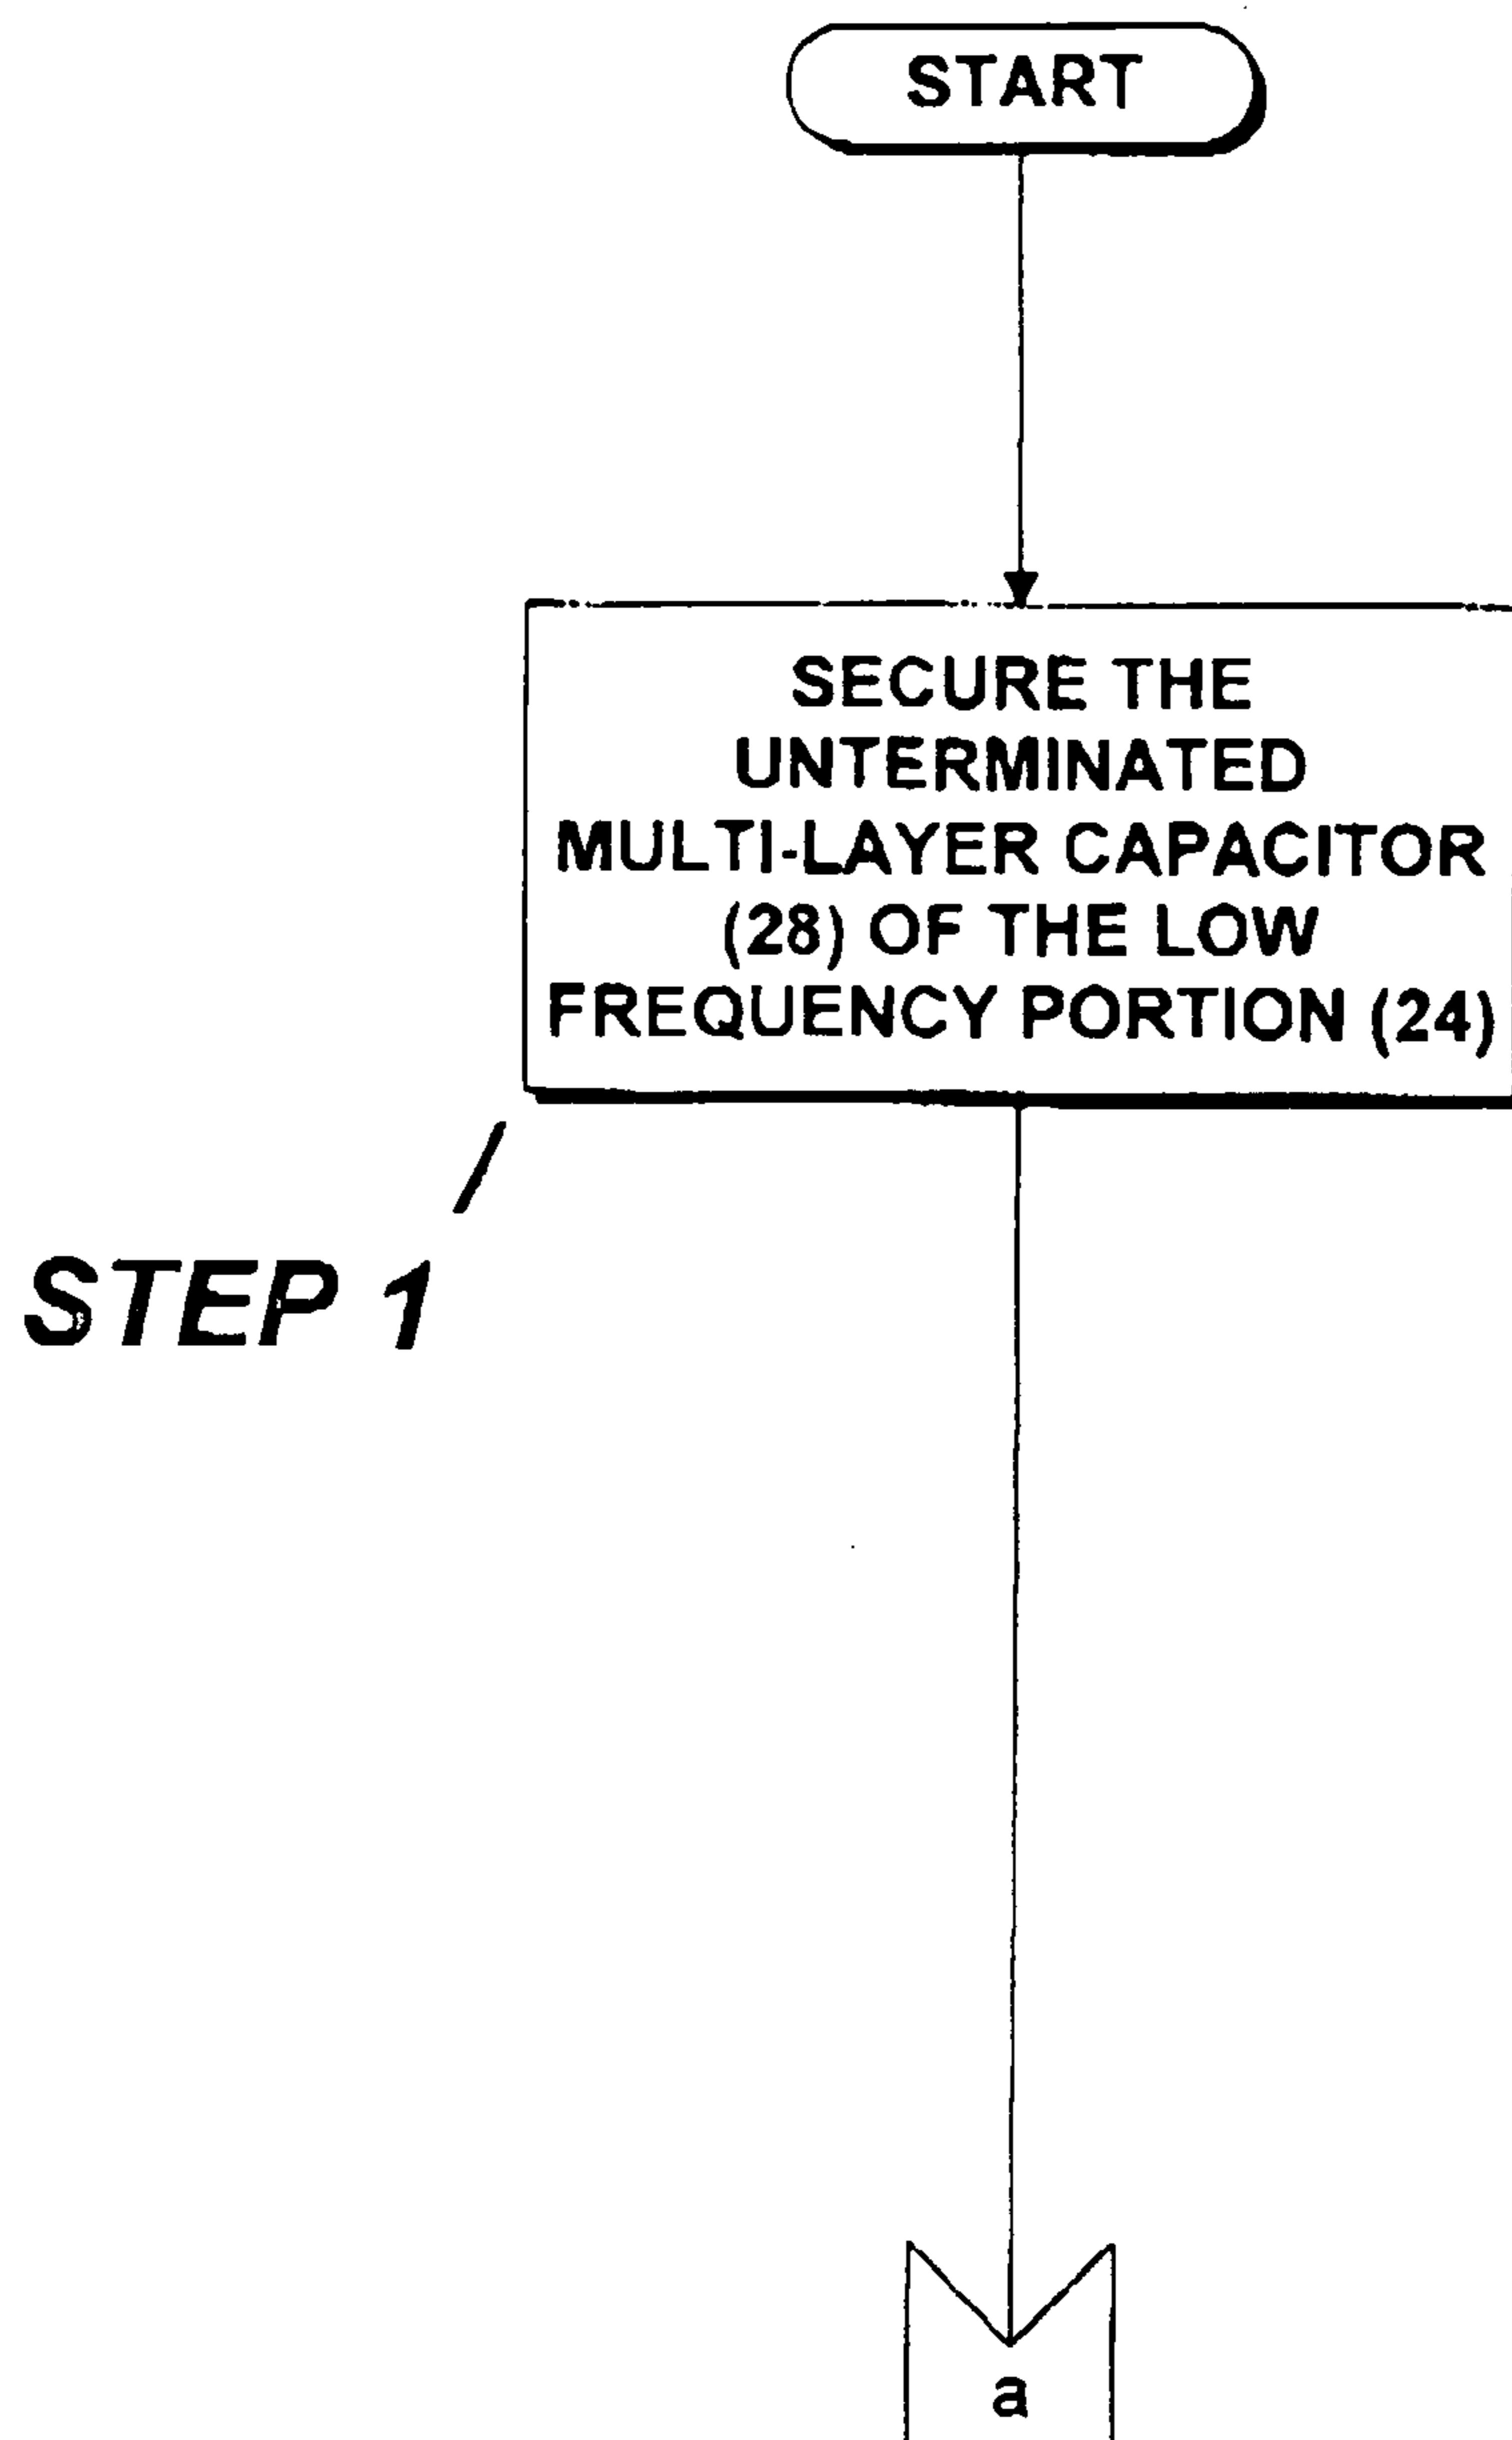 START
SECURE THE
UNTERMINATED
MULTI-LAYER CAPACITOR
(28) OF THE LOW
FREQUENCY PORTION (24)
STEP 1
a